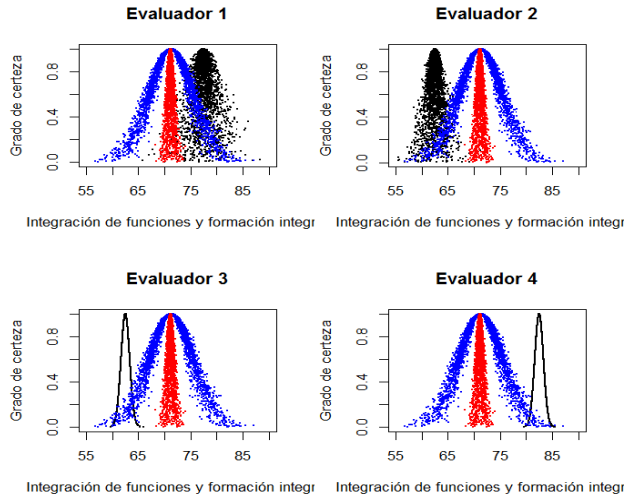 Evaluador 1
Grado de certeza
0.0 0.4 0.8
55 65 75 85
Integración de funciones y formación integr
Evaluador 2
Grado de certeza
0.0 0.4 0.8
55 65 75 85
Integración de funciones y formación integr
Evaluador 3
Grado de certeza
0.0 0.4 0.8
55 65 75 85
Integración de funciones y formación integr
Evaluador 4
Grado de certeza
0.0 0.4 0.8
55 65 75 85
Integración de funciones y formación integr